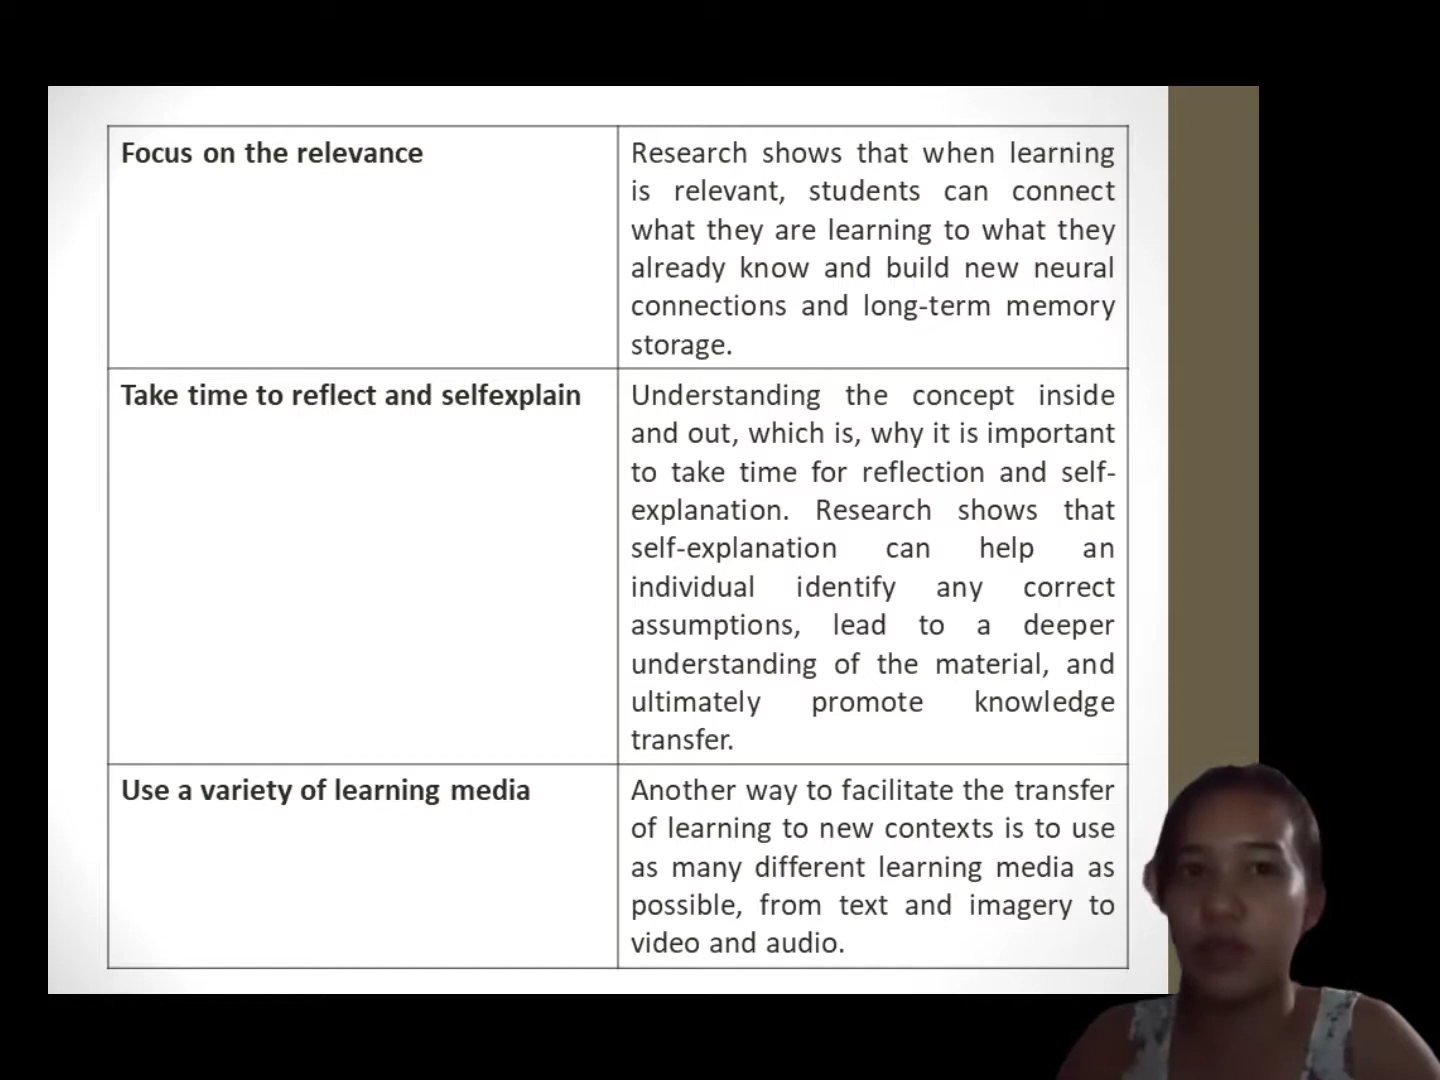 Focus on the relevance
Research shows that when learning
is relevant, students can connect
what they are learning to what they
already know and build new neural
connections and long-term memory
storage.
Take time to reflect and selfexplain
Understanding the concept inside
and out, which is, why it is important
to take time for reflection and self-
explanation. Research shows that
self-explanation can help an
individual identify any correct
assumptions, lead to a deeper
understanding of the material, and
ultimately promote knowledge
transfer.
Use a variety of learning media
Another way to facilitate the transfer
of learning to new contexts is to use
as many different learning media as
possible, from text and imagery to
video and audio.